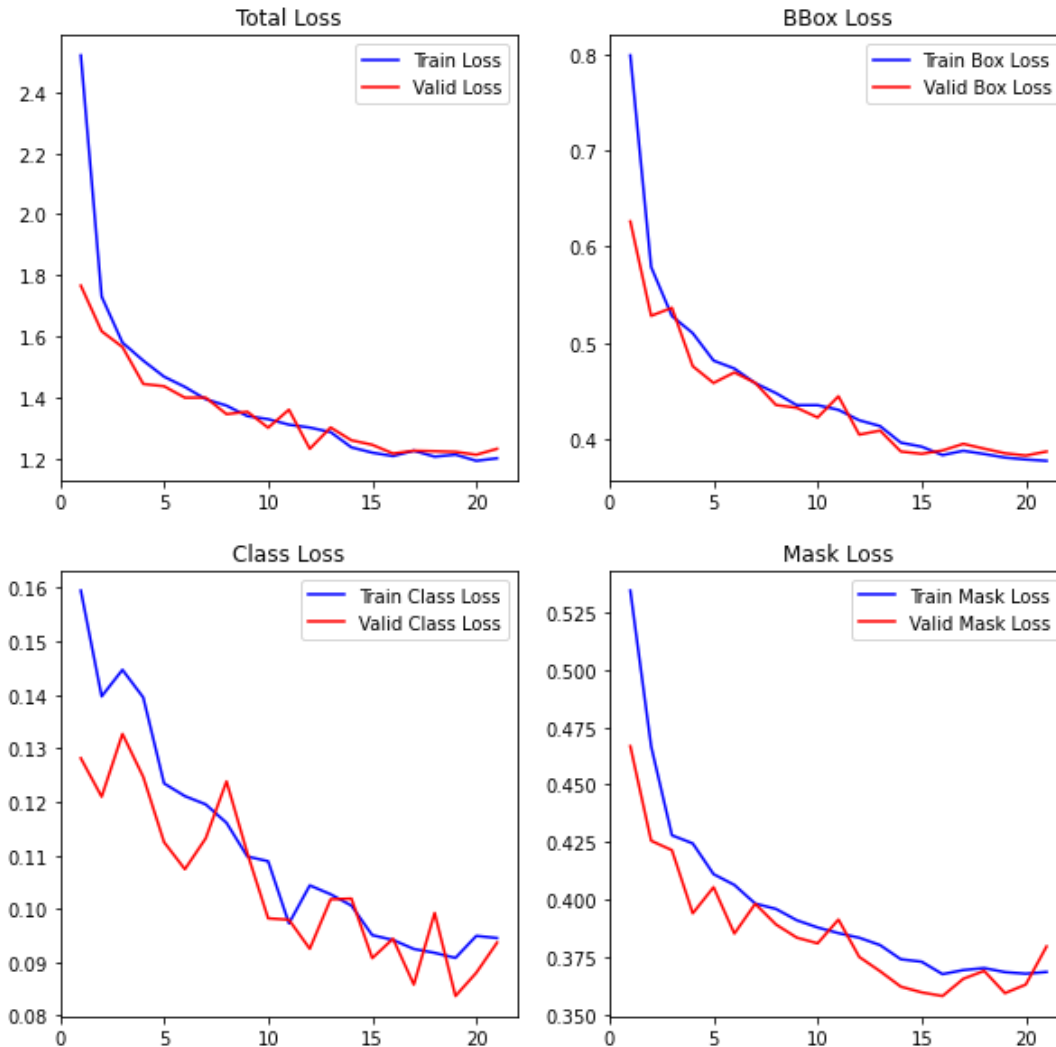 Total Loss
Train Loss
Valid Loss
2.4
2.2
2.0
1.8
1.6
1.4
1.2
0 5 10 15 20
BBox Loss
Train Box Loss
Valid Box Loss
0.8
0.7
0.6
0.5
0.4
0 5 10 15 20
Class Loss
Train Class Loss
Valid Class Loss
0.16
0.15
0.14
0.13
0.12
0.11
0.10
0.09
0.08
0 5 10 15 20
Mask Loss
Train Mask Loss
Valid Mask Loss
0.525
0.500
0.475
0.450
0.425
0.400
0.375
0.350
0 5 10 15 20